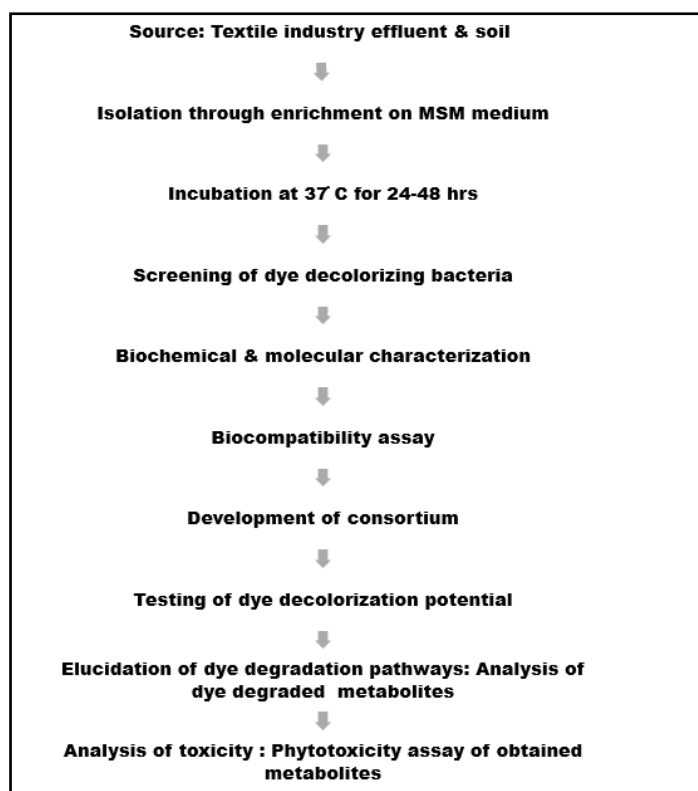 Source: Textile industry effluent & soil
Isolation through enrichment on MSM medium
Incubation at 37˚C for 24-48 hrs
Screening of dye decolorizing bacteria
Biochemical & molecular characterization
Biocompatibility assay
Development of consortium
Testing of dye decolorization potential
Elucidation of dye degradation pathways: Analysis of
dye degraded metabolites
Analysis of toxicity : Phytotoxicity assay of obtained
metabolites